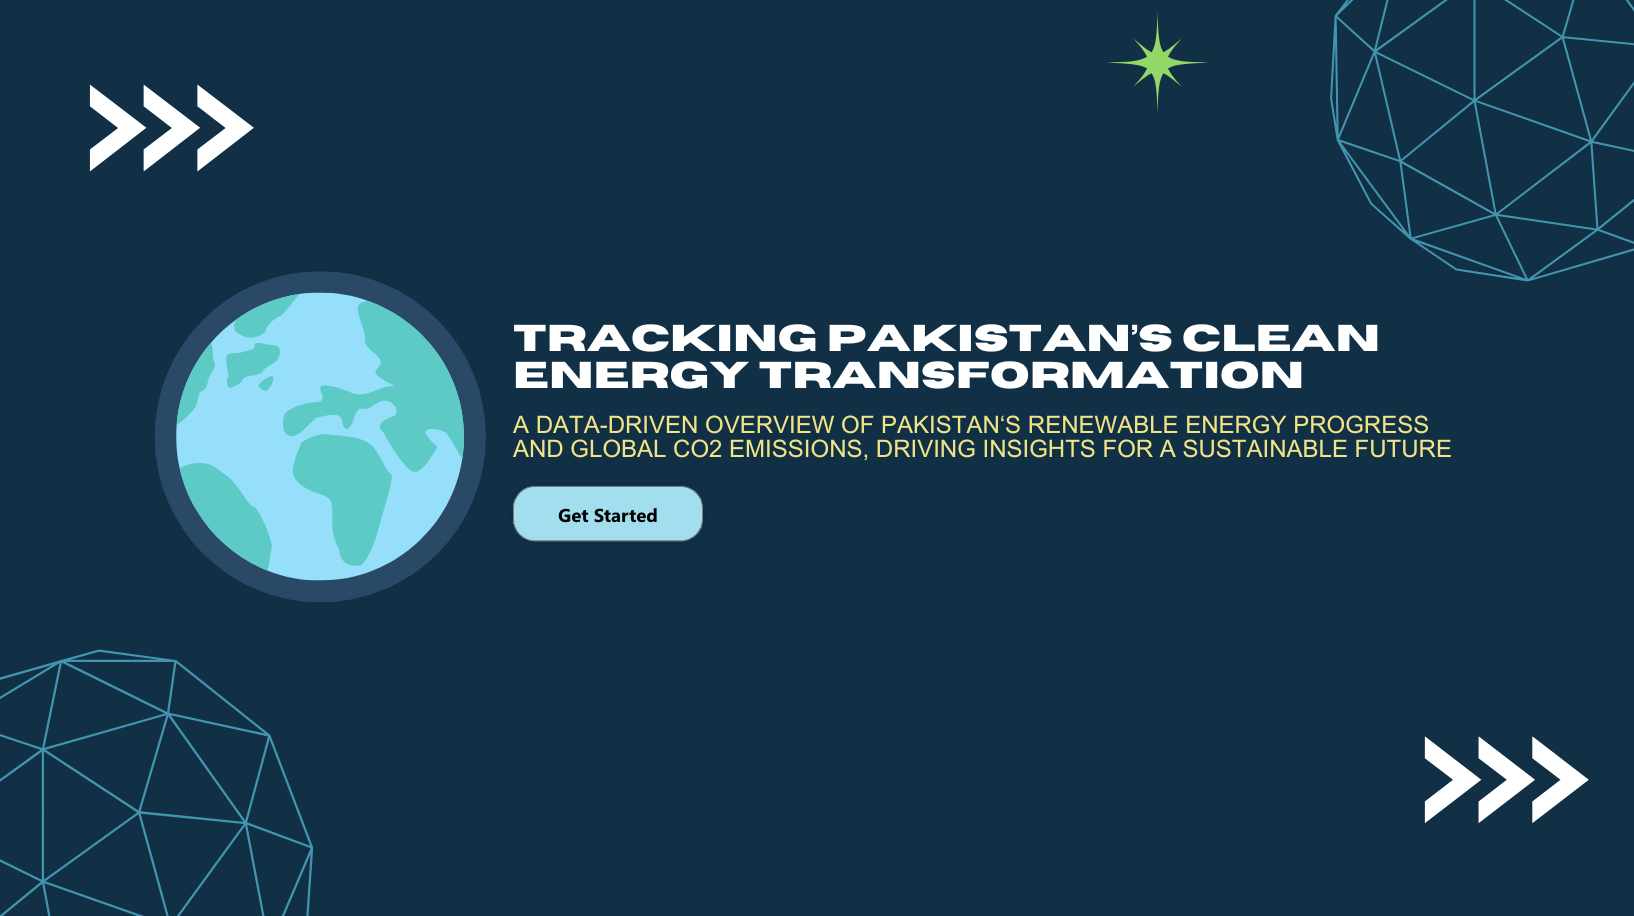 TRACKING PAKISTAN’S CLEAN
ENERGY TRANSFORMATION
A DATA-DRIVEN OVERVIEW OF PAKISTAN‘S RENEWABLE ENERGY PROGRESS
AND GLOBAL CO2 EMISSIONS, DRIVING INSIGHTS FOR A SUSTAINABLE FUTURE
Get Started